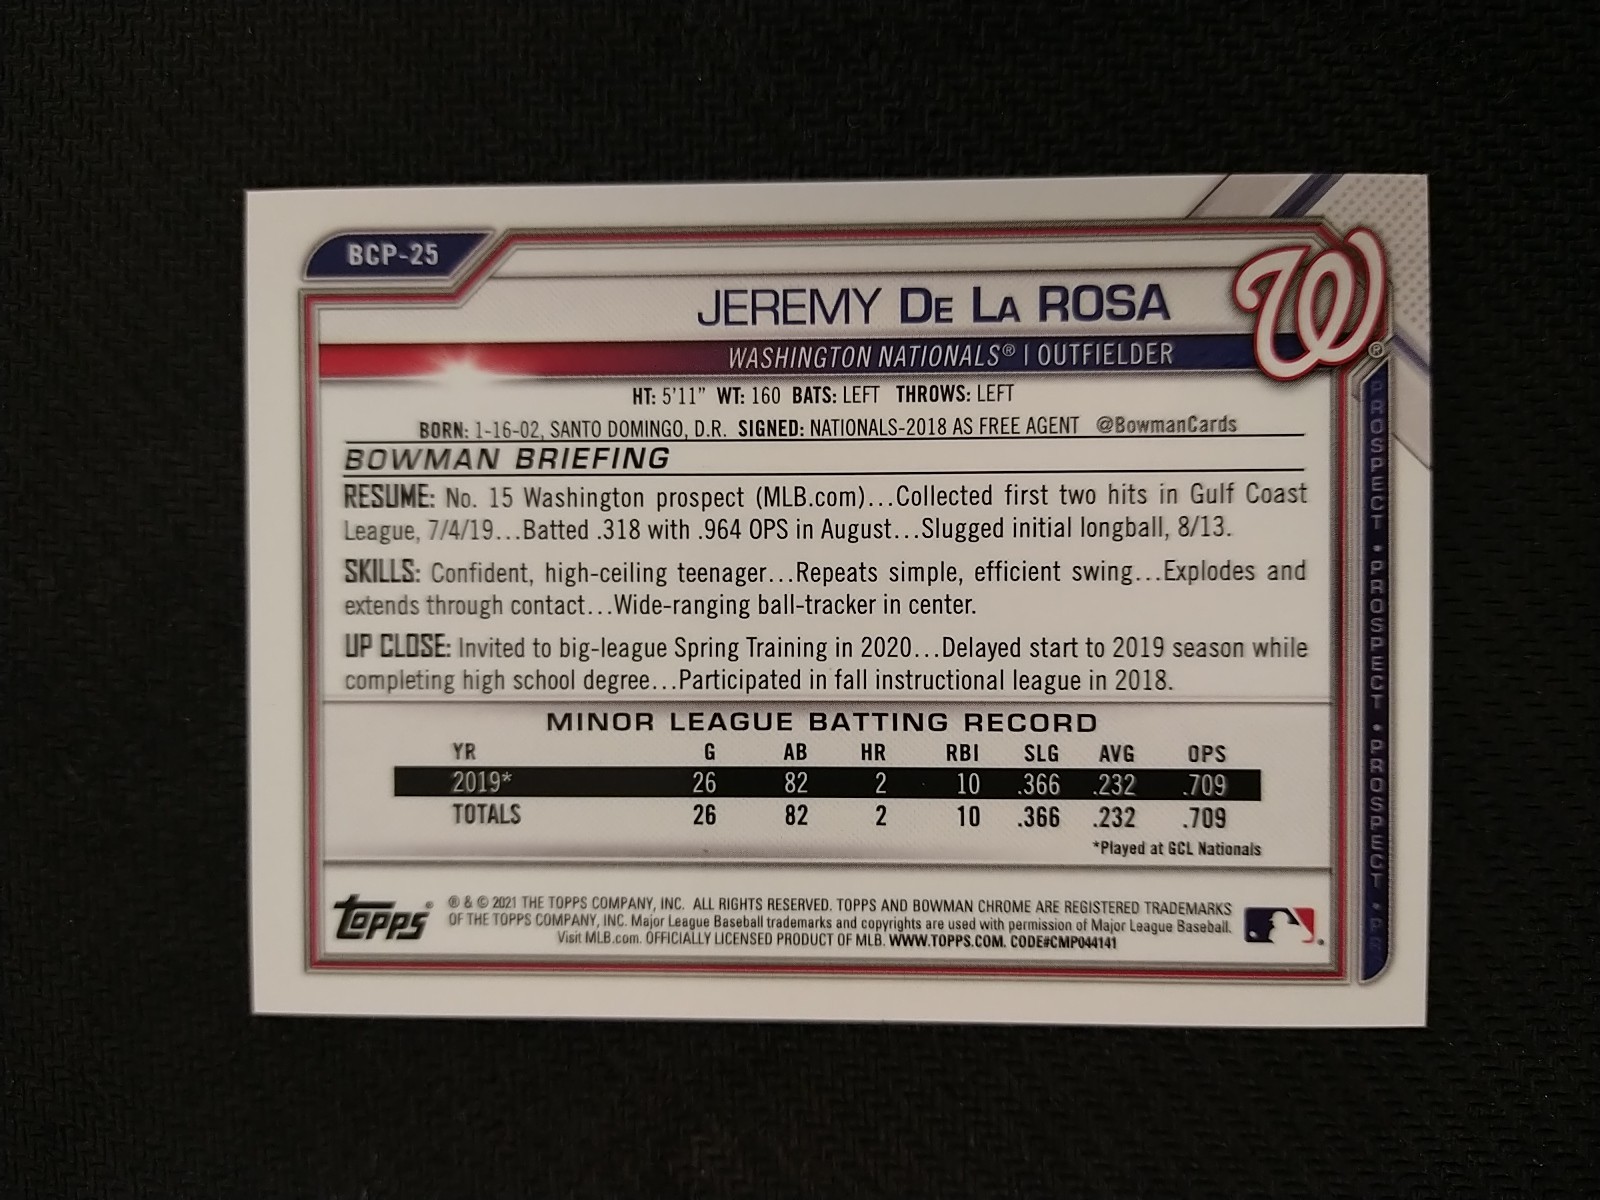 BCP-25
JEREMY DE LA ROSA
WASHINGTON NATIONALS® | OUTFIELDER
HT: 5'11" WT: 160 BATS: LEFT THROWS: LEFT
BORN: 1-16-02, SANTO DOMINGO, D.R. SIGNED: NATIONALS-2018 AS FREE AGENT @BowmanCards
BOWMAN BRIEFING
RESUME: No. 15 Washington prospect (MLB.com)...Collected first two hits in Gulf Coast
League, 7/4/19...Batted .318 with .964 OPS in August...Slugged initial longball, 8/13.
SKILLS: Confident, high-ceiling teenager...Repeats simple, efficient swing...Explodes and
extends through contact...Wide-ranging ball-tracker in center.
UP CLOSE: Invited to big-league Spring Training in 2020...Delayed start to 2019 season while
completing high school degree...Participated in fall instructional league in 2018.
MINOR LEAGUE BATTING RECORD
YR G AB HR RBI SLG AVG OPS
2019* 26 82 2 10 .366 .232 .709
TOTALS 26 82 2 10 .366 .232 .709
*Played at GCL Nationals
topps®
® & © 2021 THE TOPPS COMPANY, INC. ALL RIGHTS RESERVED. TOPPS AND BOWMAN CHROME ARE REGISTERED TRADEMARKS
OF THE TOPPS COMPANY, INC. Major League Baseball trademarks and copyrights are used with permission of Major League Baseball.
Visit MLB.com. OFFICIALLY LICENSED PRODUCT OF MLB. WWW.TOPPS.COM. CODE#CMP044141
W®
PROSPECT • PROSPECT • PROSPECT • PR